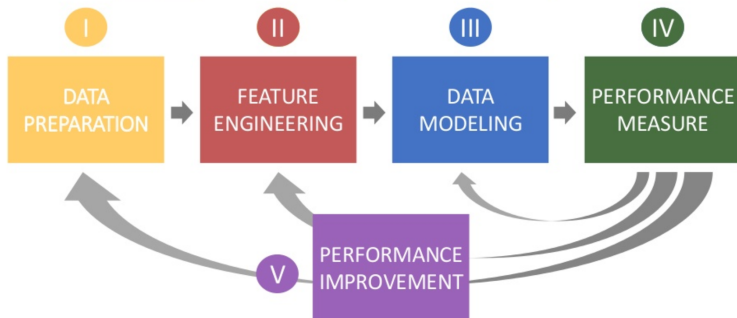 I
II
III
IV
DATA
PREPARATION
FEATURE
ENGINEERING
DATA
MODELING
PERFORMANCE
MEASURE
V
PERFORMANCE
IMPROVEMENT